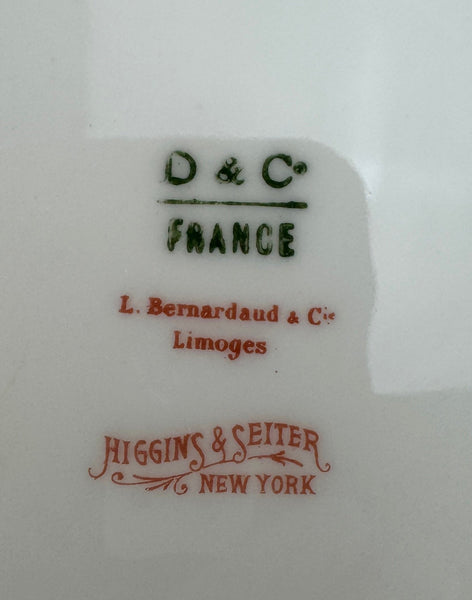 D & Co
FRANCE
L. Bernardaud & Cie
Limoges
HIGGINS & SEITER
NEW YORK